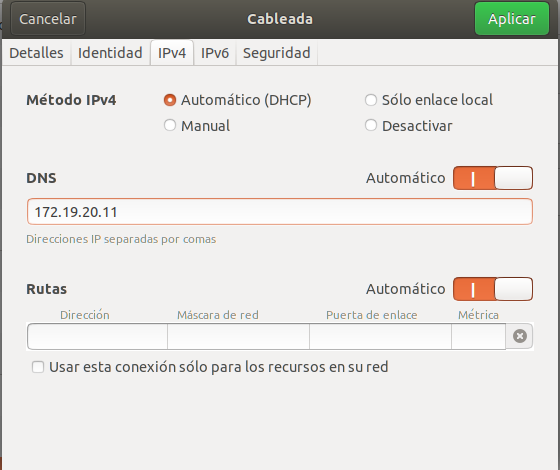 Cancelar Cableada Aplicar
Detalles Identidad IPv4 IPv6 Seguridad
Método IPv4 Automático (DHCP) Sólo enlace local
Manual Desactivar
DNS Automático
172.19.20.11
Direcciones IP separadas por comas
Rutas Automático
Dirección Máscara de red Puerta de enlace Métrica
Usar esta conexión sólo para los recursos en su red